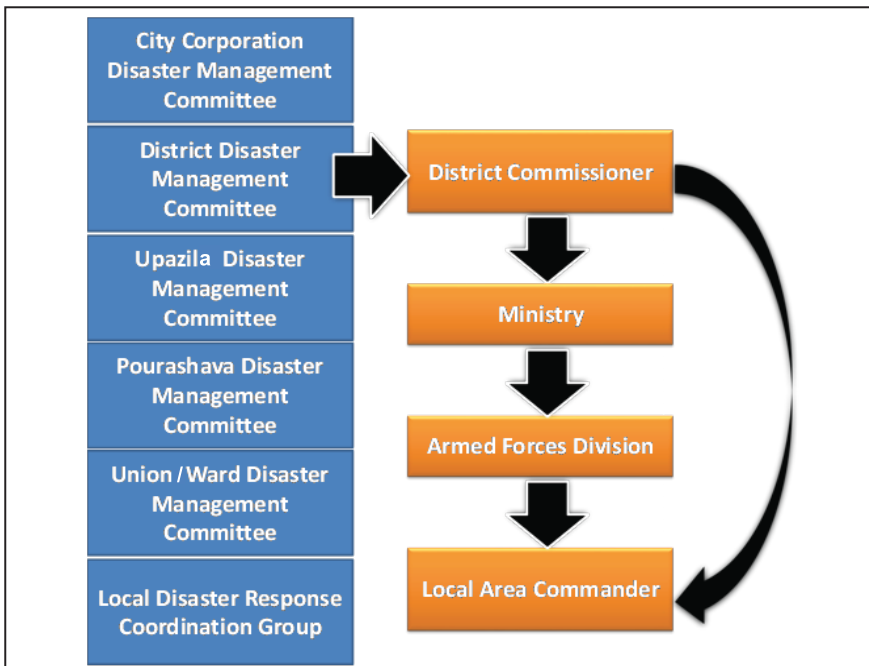 City Corporation
Disaster Management
Committee
District Disaster
Management
Committee
Upazila Disaster
Management
Committee
Pourashava Disaster
Management
Committee
Union / Ward Disaster
Management
Committee
Local Disaster Response
Coordination Group
District Commissioner
Ministry
Armed Forces Division
Local Area Commander